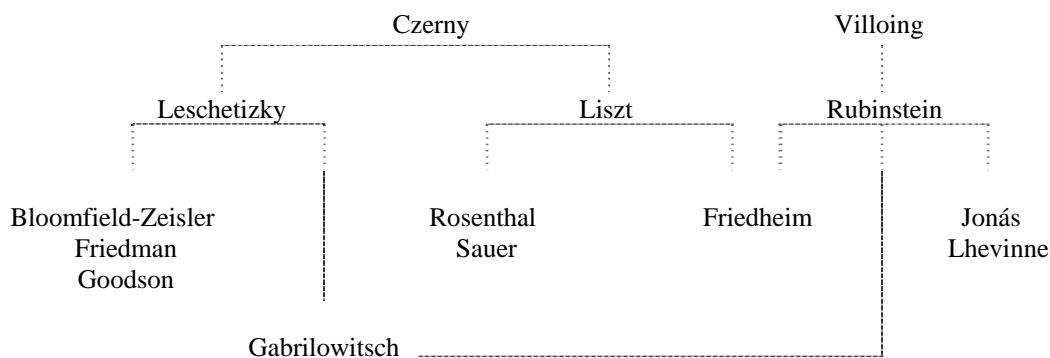 Czerny Villoing
Leschetizky Liszt Rubinstein
Bloomfield-Zeisler Rosenthal Friedheim Jonás
Friedman Sauer Lhevinne
Goodson
Gabrilowitsch